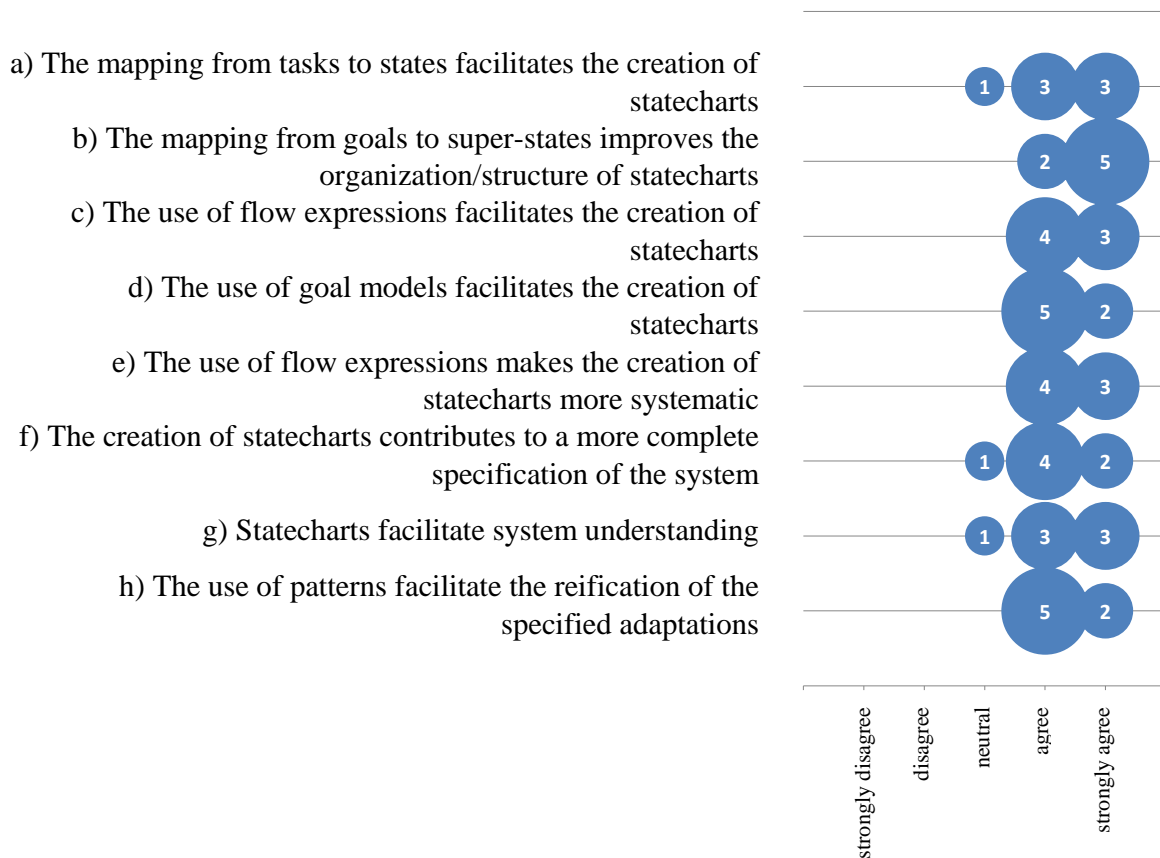 a) The mapping from tasks to states facilitates the creation of
statecharts
1 3 3
b) The mapping from goals to super-states improves the
organization/structure of statecharts
2 5
c) The use of flow expressions facilitates the creation of
statecharts
4 3
d) The use of goal models facilitates the creation of
statecharts
5 2
e) The use of flow expressions makes the creation of
statecharts more systematic
4 3
f) The creation of statecharts contributes to a more complete
specification of the system
1 4 2
g) Statecharts facilitate system understanding
1 3 3
h) The use of patterns facilitate the reification of the
specified adaptations
5 2
strongly disagree
disagree
neutral
agree
strongly agree